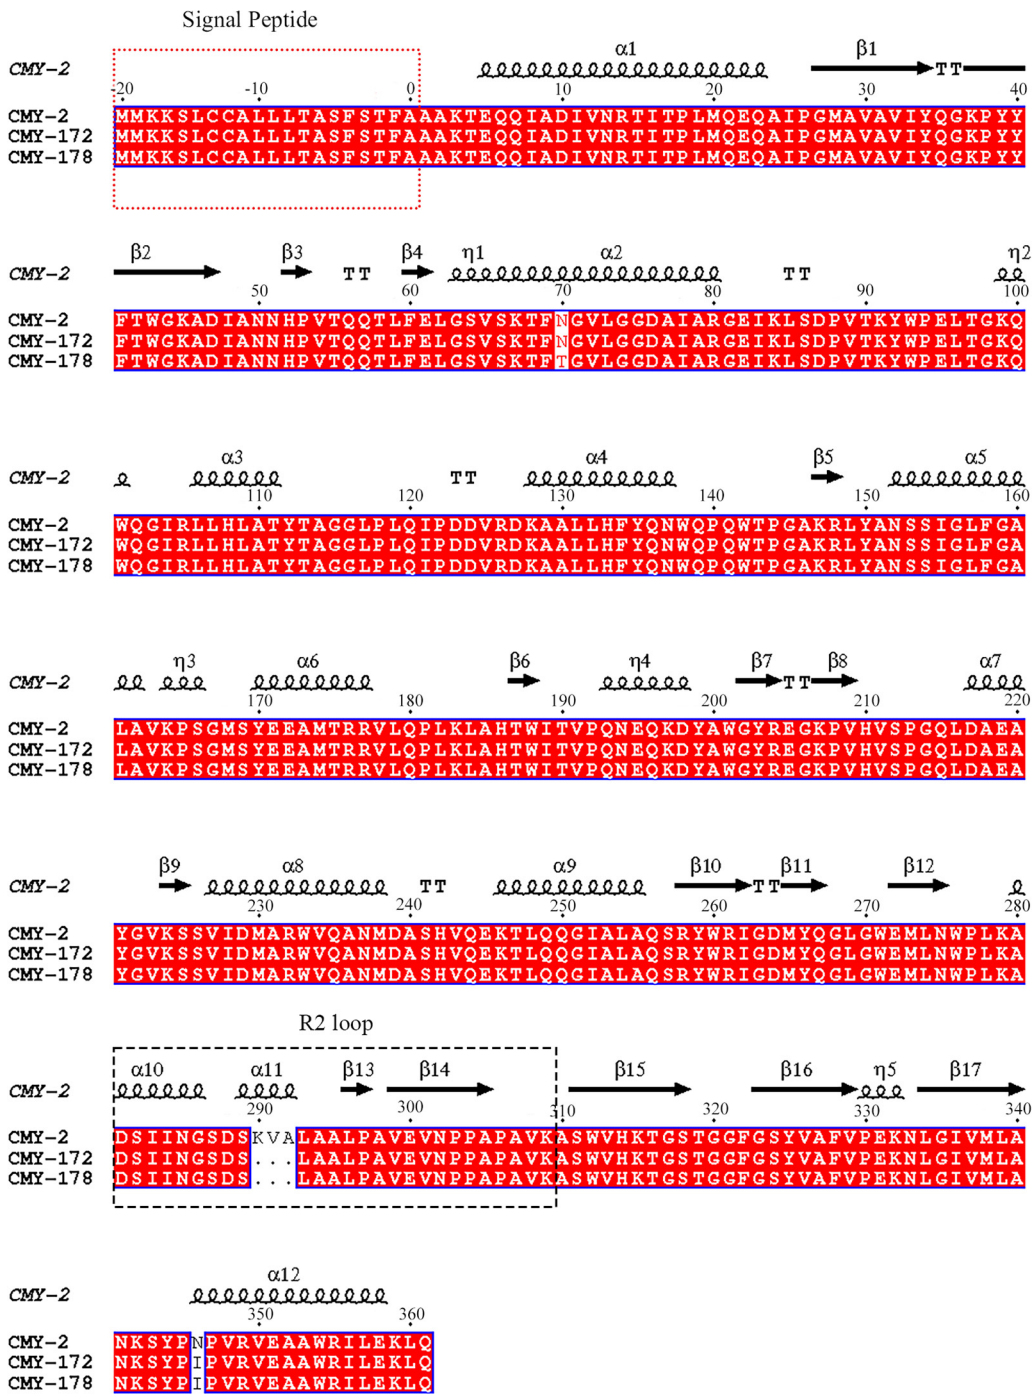 Signal Peptide
CMY-2 α1 β1 TT
-20 -10 0 10 20 30 40
CMY-2 MMKKSLCCALLLTASFSTFAAAKTEQQIADIVNRTITPLMQEQAIPGMAVAVIYQGKPYY
CMY-172 MMKKSLCCALLLTASFSTFAAAKTEQQIADIVNRTITPLMQEQAIPGMAVAVIYQGKPYY
CMY-178 MMKKSLCCALLLTASFSTFAAAKTEQQIADIVNRTITPLMQEQAIPGMAVAVIYQGKPYY
CMY-2 β2 β3 TT β4 η1 α2 TT η2
50 60 70 80 90 100
CMY-2 FTWGKADIANNHPVTQQTLFELGSVSKTFNGVLGGDAIARGEIKLSDPVTKYWPELTGKQ
CMY-172 FTWGKADIANNHPVTQQTLFELGSVSKTFNGVLGGDAIARGEIKLSDPVTKYWPELTGKQ
CMY-178 FTWGKADIANNHPVTQQTLFELGSVSKTFTGVLGGDAIARGEIKLSDPVTKYWPELTGKQ
CMY-2 α3 TT α4 β5 α5
110 120 130 140 150 160
CMY-2 WQGIRLLHLATYTAGGLPLQIPDDVRDKAALLHFYQNWQPQWTPGAKRLYANSSIGLFGA
CMY-172 WQGIRLLHLATYTAGGLPLQIPDDVRDKAALLHFYQNWQPQWTPGAKRLYANSSIGLFGA
CMY-178 WQGIRLLHLATYTAGGLPLQIPDDVRDKAALLHFYQNWQPQWTPGAKRLYANSSIGLFGA
CMY-2 η3 α6 β6 η4 β7 TT β8 α7
170 180 190 200 210 220
CMY-2 LAVKPSGMSYEEAMTRRVLQPLKLAHTWITVPQNEQKDYAWGYREGKPVHVSPGQLDAEA
CMY-172 LAVKPSGMSYEEAMTRRVLQPLKLAHTWITVPQNEQKDYAWGYREGKPVHVSPGQLDAEA
CMY-178 LAVKPSGMSYEEAMTRRVLQPLKLAHTWITVPQNEQKDYAWGYREGKPVHVSPGQLDAEA
CMY-2 β9 α8 TT α9 β10 TT β11 β12
230 240 250 260 270 280
CMY-2 YGVKSSVIDMARWVQANMDASHVQEKTLQQGIALAQSRYWRIGDMYQGLGWEMLNWPLKA
CMY-172 YGVKSSVIDMARWVQANMDASHVQEKTLQQGIALAQSRYWRIGDMYQGLGWEMLNWPLKA
CMY-178 YGVKSSVIDMARWVQANMDASHVQEKTLQQGIALAQSRYWRIGDMYQGLGWEMLNWPLKA
R2 loop
CMY-2 α10 α11 β13 β14 β15 β16 η5 β17
290 300 310 320 330 340
CMY-2 DSIINGSDSKVALAALPAVEVNPPAPAVKASWVHKTGSTGGFGSYVAFVPEKNLGIVMLA
CMY-172 DSIINGSDS...LAALPAVEVNPPAPAVKASWVHKTGSTGGFGSYVAFVPEKNLGIVMLA
CMY-178 DSIINGSDS...LAALPAVEVNPPAPAVKASWVHKTGSTGGFGSYVAFVPEKNLGIVMLA
CMY-2 α12
350 360
CMY-2 NKSYPNPVRVEAAWRILEKLQ
CMY-172 NKSYPIPVRVEAAWRILEKLQ
CMY-178 NKSYPIPVRVEAAWRILEKLQ